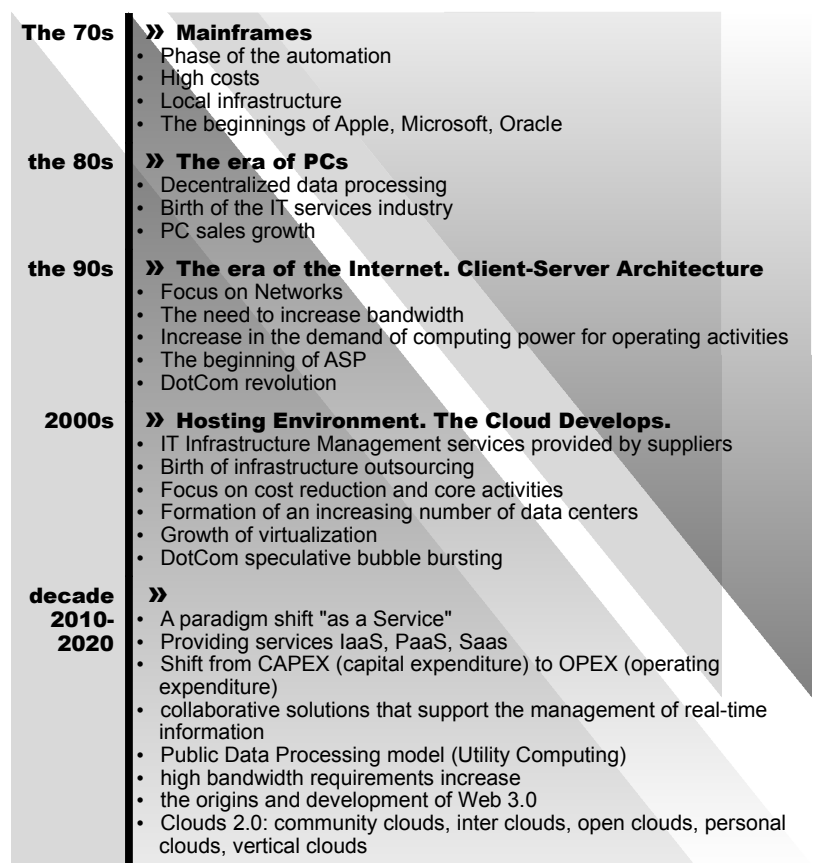 The 70s » Mainframes
• Phase of the automation
• High costs
• Local infrastructure
• The beginnings of Apple, Microsoft, Oracle
the 80s » The era of PCs
• Decentralized data processing
• Birth of the IT services industry
• PC sales growth
the 90s » The era of the Internet. Client-Server Architecture
• Focus on Networks
• The need to increase bandwidth
• Increase in the demand of computing power for operating activities
• The beginning of ASP
• DotCom revolution
2000s » Hosting Environment. The Cloud Develops.
• IT Infrastructure Management services provided by suppliers
• Birth of infrastructure outsourcing
• Focus on cost reduction and core activities
• Formation of an increasing number of data centers
• Growth of virtualization
• DotCom speculative bubble bursting
decade
2010-
2020
»
• A paradigm shift "as a Service"
• Providing services IaaS, PaaS, Saas
• Shift from CAPEX (capital expenditure) to OPEX (operating
expenditure)
• collaborative solutions that support the management of real-time
information
• Public Data Processing model (Utility Computing)
• high bandwidth requirements increase
• the origins and development of Web 3.0
• Clouds 2.0: community clouds, inter clouds, open clouds, personal
clouds, vertical clouds